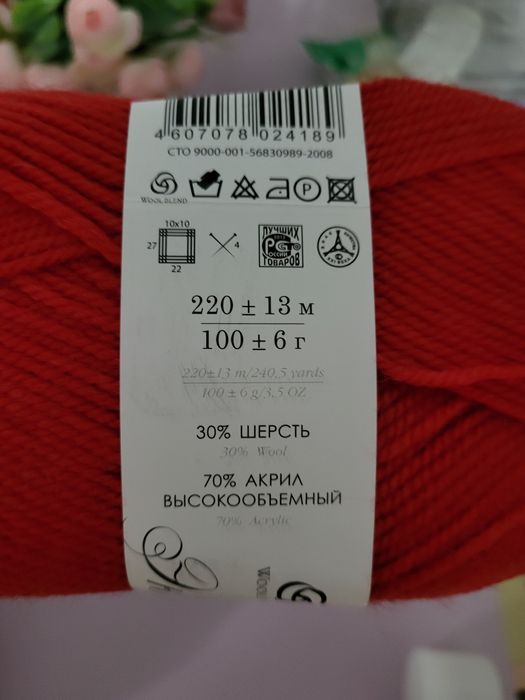 4 607078 024189
СТО 9000-001-56830989-2008
WOOL BLEND
P
10x10
27
22
4
ЛУЧШИХ
РСТ
РОССИИ
ТОВАРОВ
220 ± 13 м
100 ± 6 г
220±13 m/240,5 yards
100 ± 6 g/3,5 OZ
30% ШЕРСТЬ
30% Wool
70% АКРИЛ
ВЫСОКООБЪЕМНЫЙ
70% Acrylic